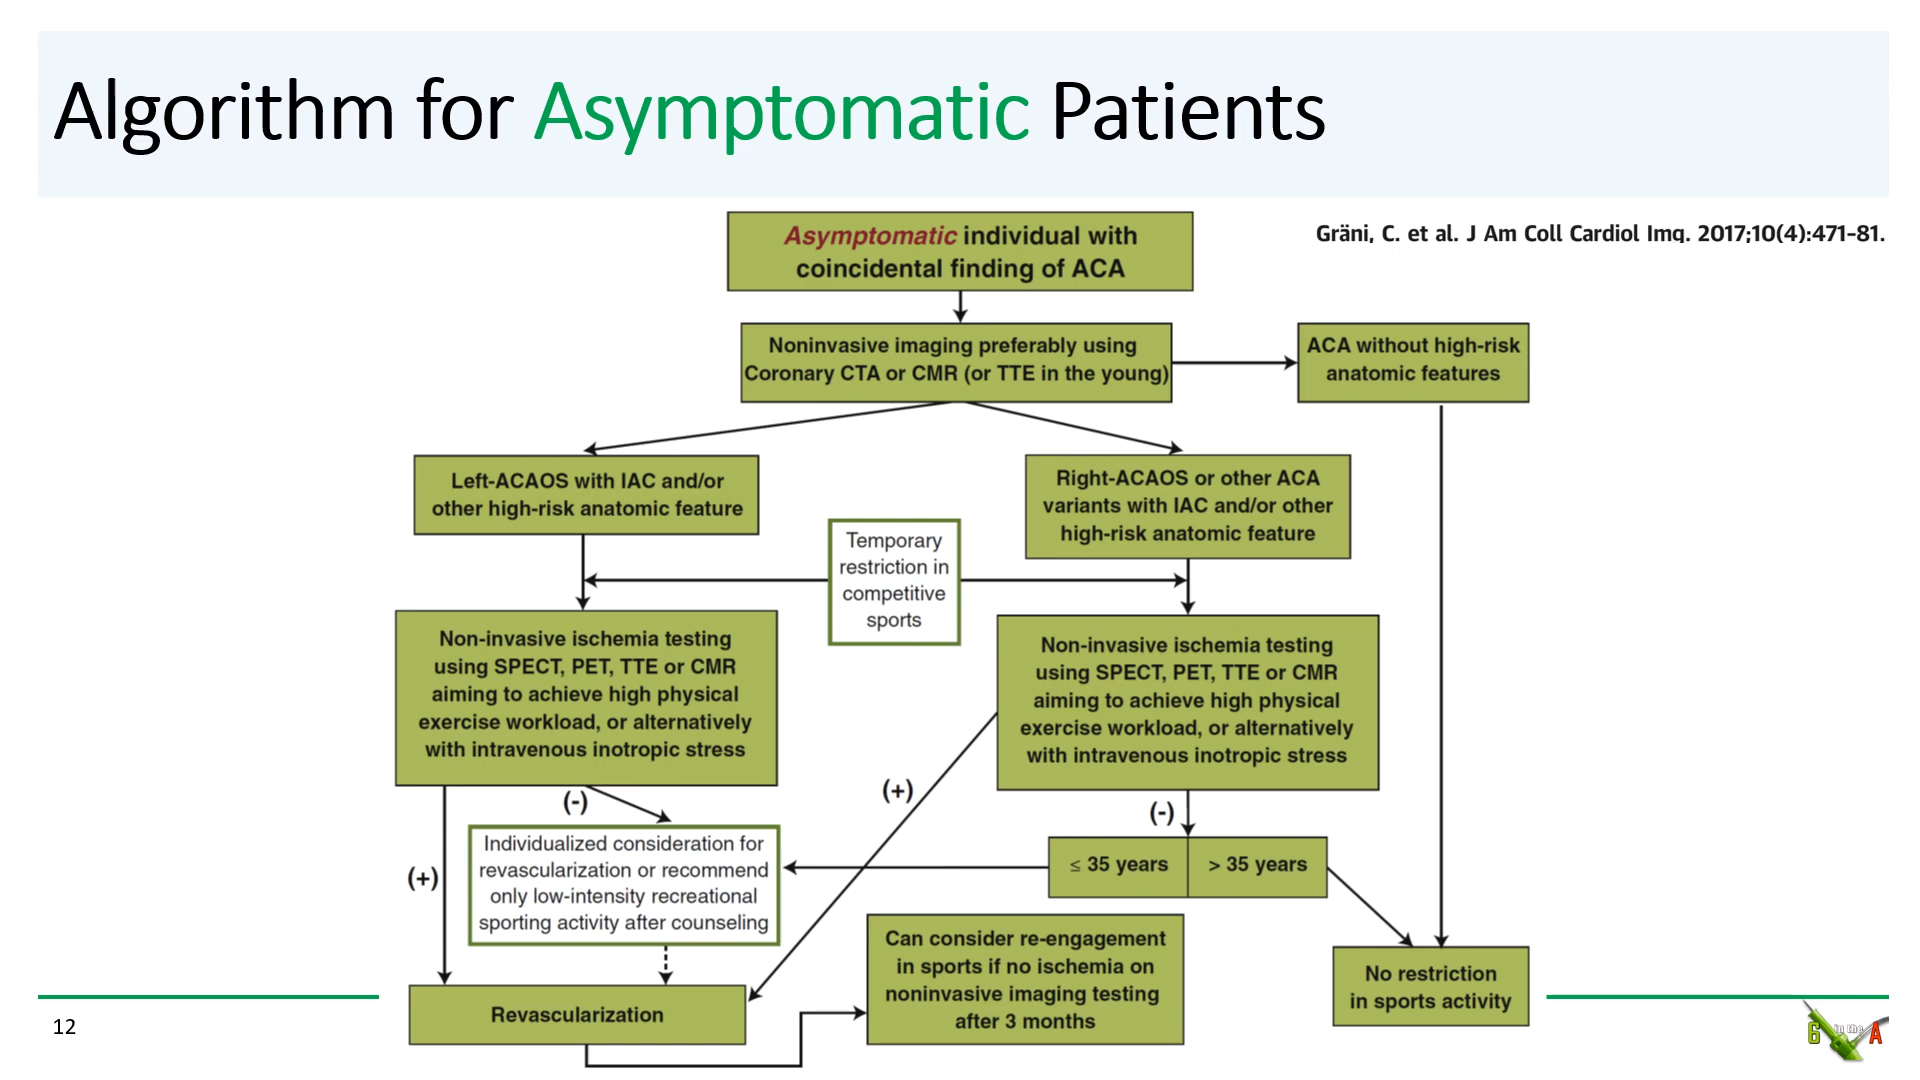 Algorithm for Asymptomatic Patients
Gräni, C. et al. J Am Coll Cardiol Img. 2017;10(4):471–81.
Asymptomatic individual with
coincidental finding of ACA
Noninvasive imaging preferably using
Coronary CTA or CMR (or TTE in the young)
ACA without high-risk
anatomic features
Left-ACAOS with IAC and/or
other high-risk anatomic feature
Right-ACAOS or other ACA
variants with IAC and/or other
high-risk anatomic feature
Temporary
restriction in
competitive
sports
Non-invasive ischemia testing
using SPECT, PET, TTE or CMR
aiming to achieve high physical
exercise workload, or alternatively
with intravenous inotropic stress
Non-invasive ischemia testing
using SPECT, PET, TTE or CMR
aiming to achieve high physical
exercise workload, or alternatively
with intravenous inotropic stress
(-)
(+)
(-)
(+)
Individualized consideration for
revascularization or recommend
only low-intensity recreational
sporting activity after counseling
≤ 35 years
> 35 years
Can consider re-engagement
in sports if no ischemia on
noninvasive imaging testing
after 3 months
No restriction
in sports activity
Revascularization
12
6 in the A